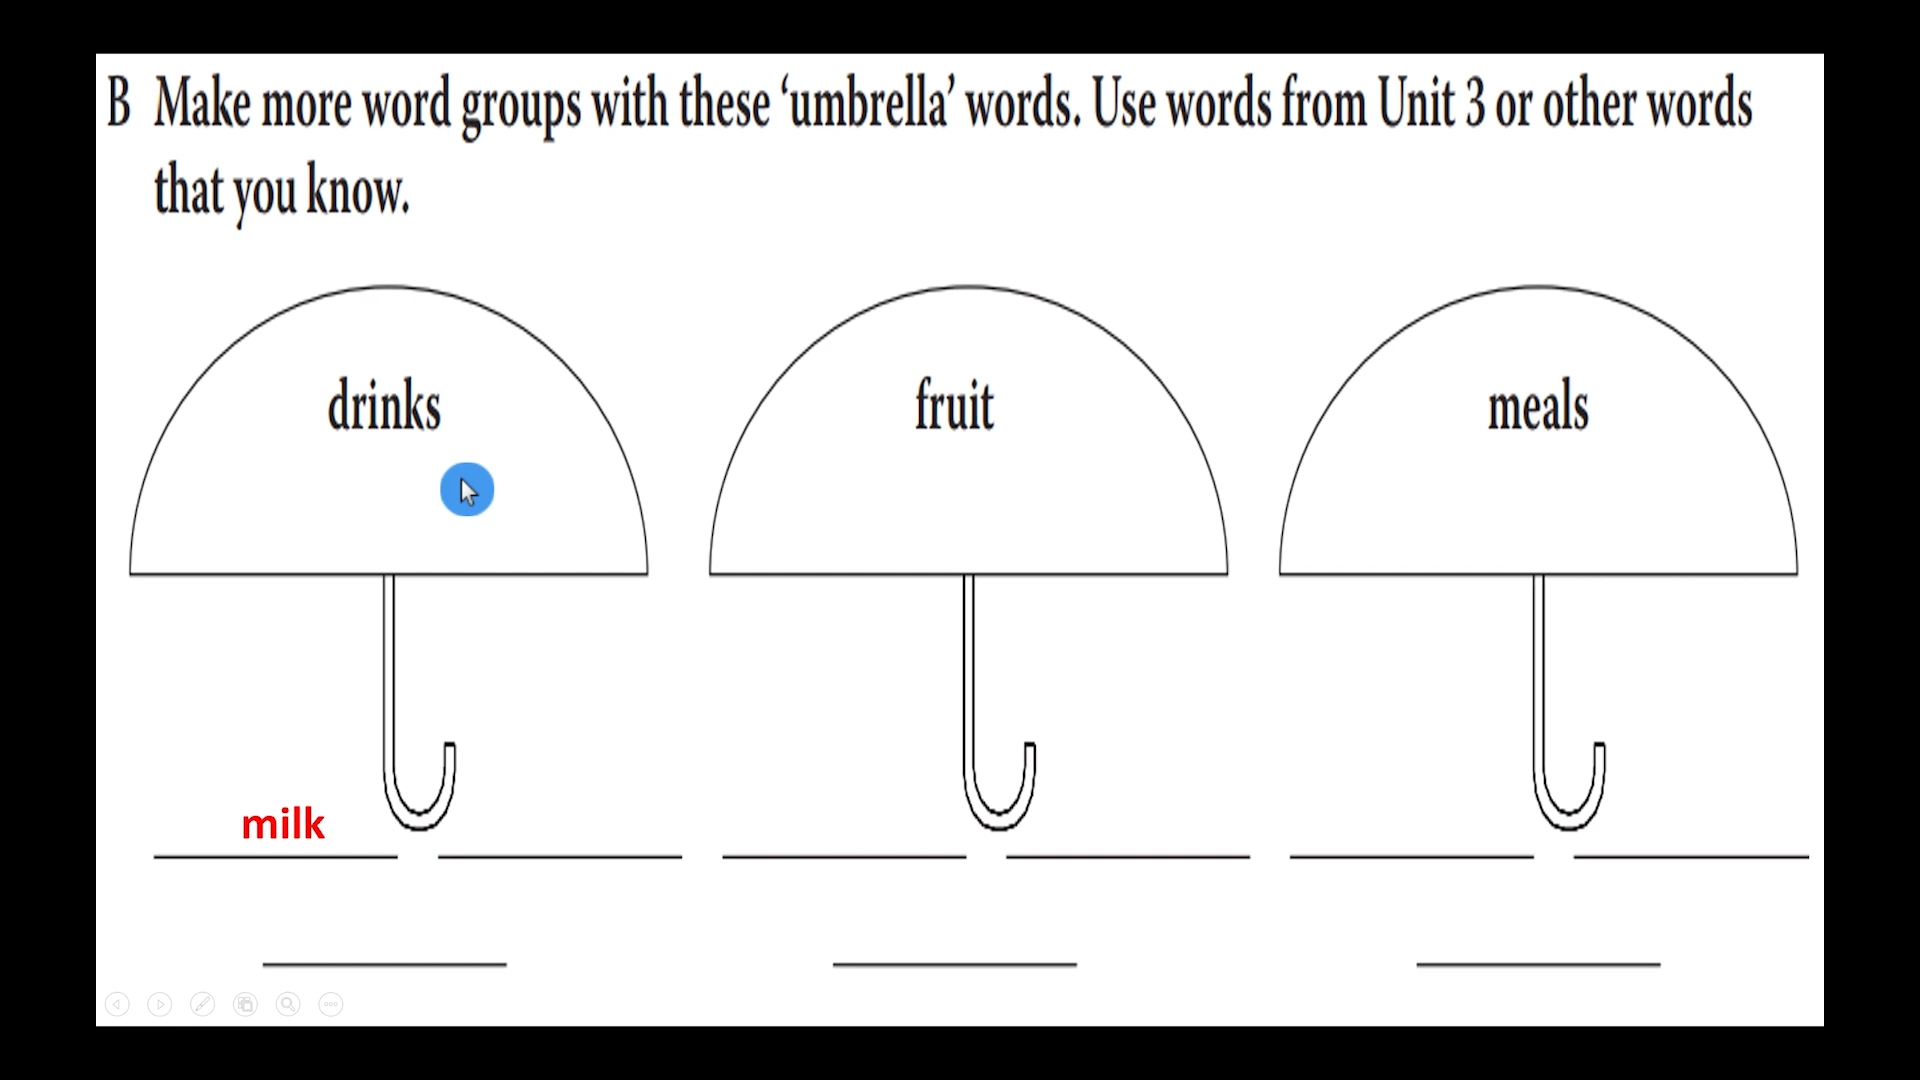 B Make more word groups with these ‘umbrella’ words. Use words from Unit 3 or other words
that you know.
drinks
fruit
meals
milk